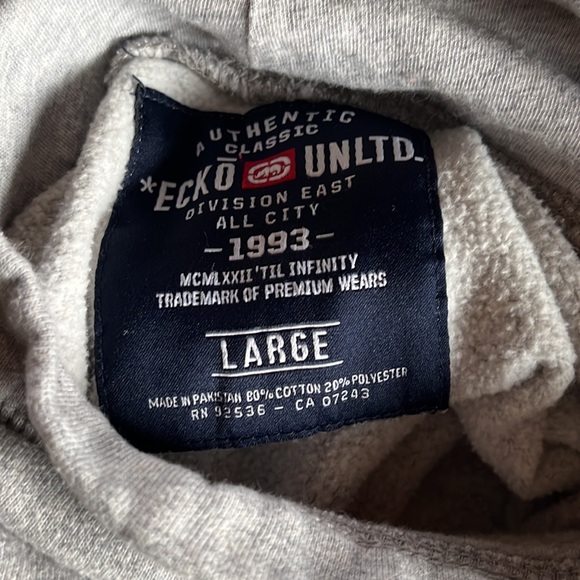 AUTHENTIC
CLASSIC
*ECKŌ UNLTD.
DIVISION EAST
ALL CITY
-1993-
MCMLXXII 'TIL INFINITY
TRADEMARK OF PREMIUM WEARS
LARGE
MADE IN PAKISTAN 80% COTTON 20% POLYESTER
RN 92536 - CA 07243